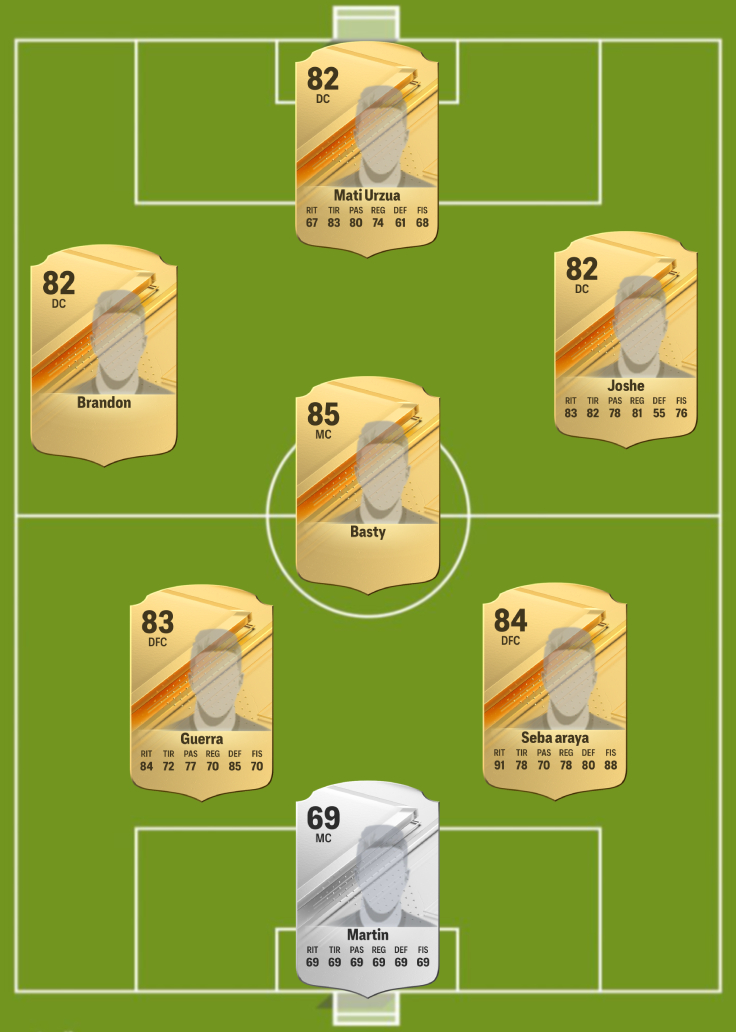 82
DC
Mati Urzua
RIT TIR PAS REG DEF FIS
67 83 80 74 61 68
82
DC
Brandon
82
DC
Joshe
RIT TIR PAS REG DEF FIS
83 82 78 81 55 76
85
MC
Basty
83
DFC
Guerra
RIT TIR PAS REG DEF FIS
84 72 77 70 85 70
84
DFC
Seba araya
RIT TIR PAS REG DEF FIS
91 78 70 78 80 88
69
MC
Martin
RIT TIR PAS REG DEF FIS
69 69 69 69 69 69